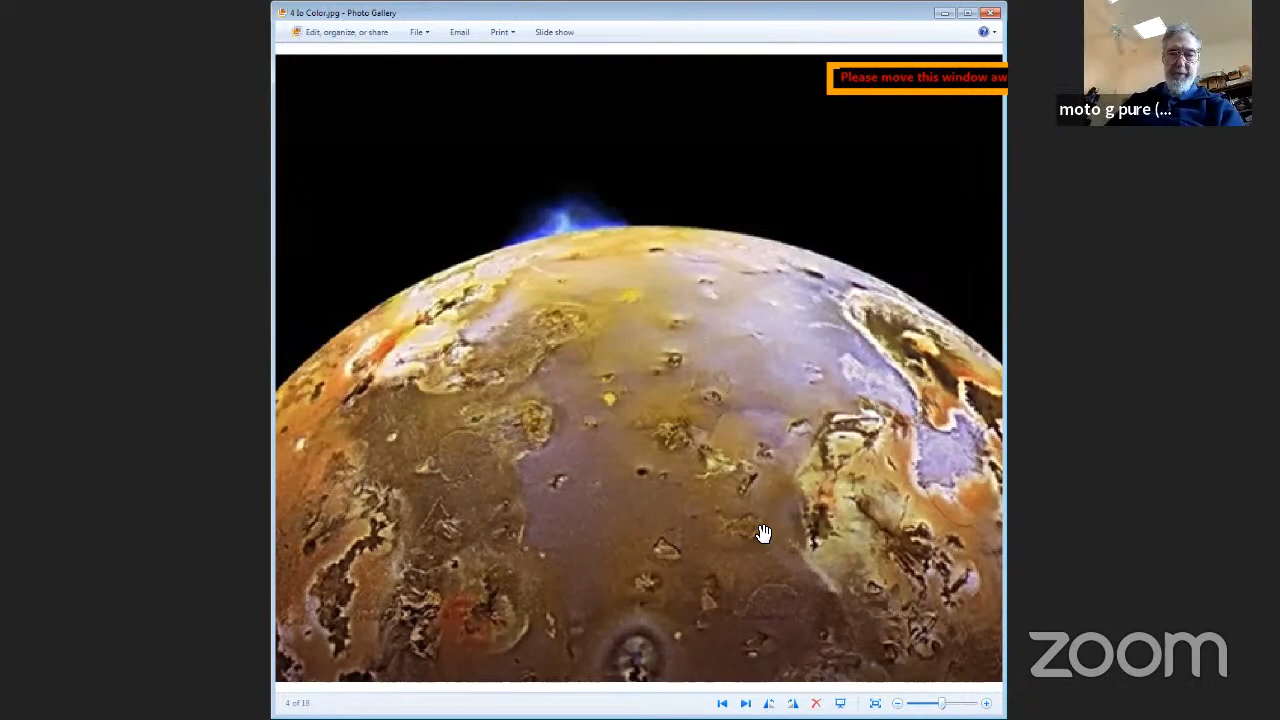 4 Io Color.jpg - Photo Gallery
Edit, organize, or share File Email Print Slide show
Please move this window aw
moto g pure (...
zoom
4 of 18